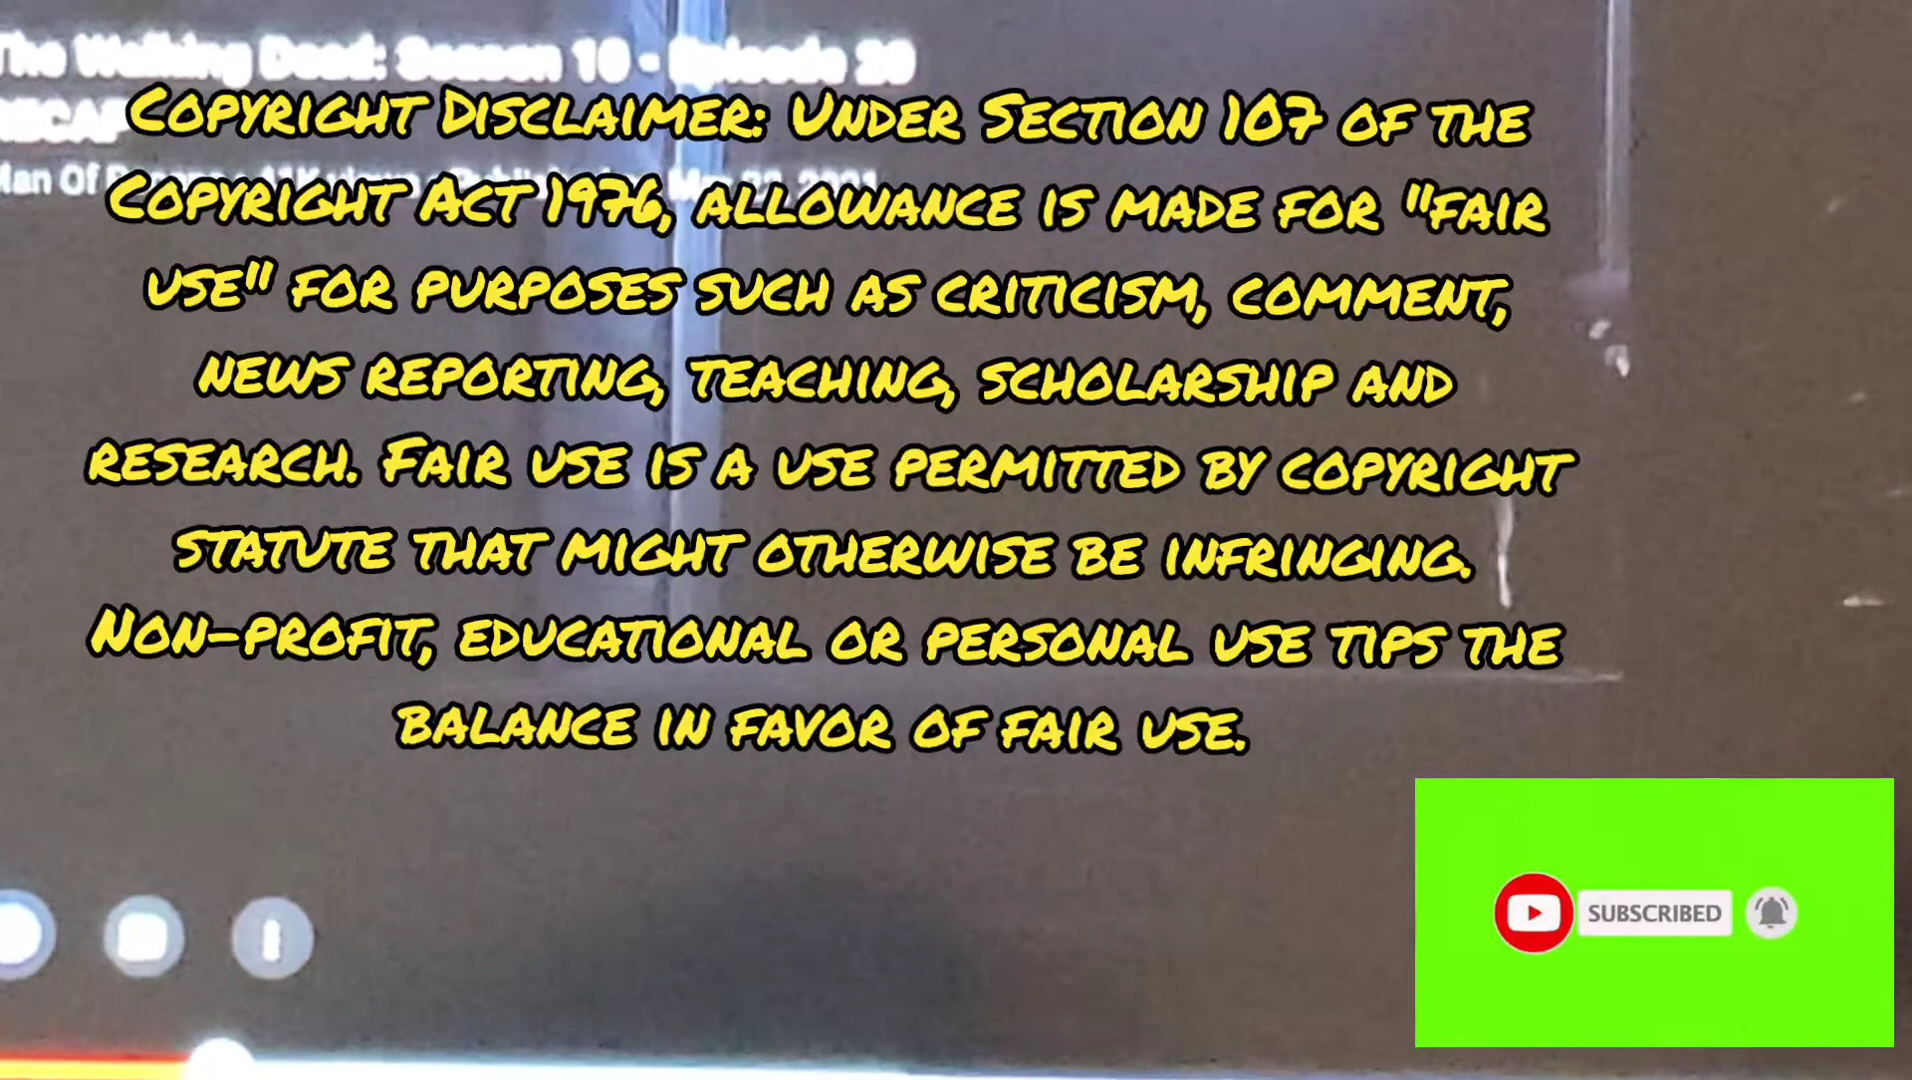 The Walking Dead: Season 10 - Episode 20
RECAP
Copyright Disclaimer: Under Section 107 of the
Man Of
Copyright Act 1976, allowance is made for "fair
use" for purposes such as criticism, comment,
news reporting, teaching, scholarship and
research. Fair use is a use permitted by copyright
statute that might otherwise be infringing.
Non-profit, educational or personal use tips the
balance in favor of fair use.
SUBSCRIBED